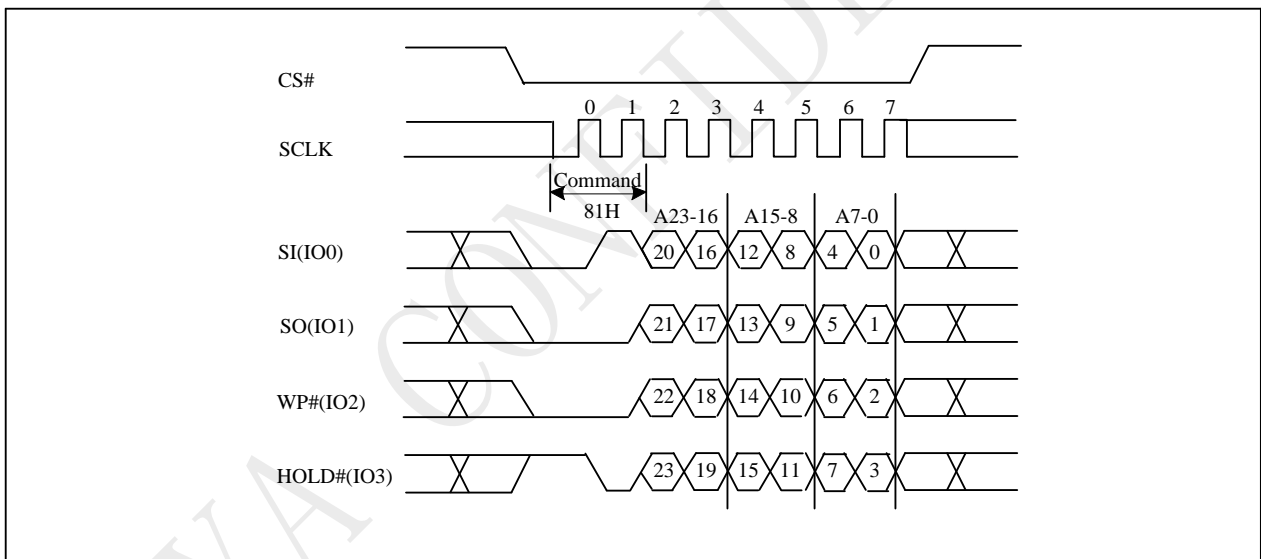 CS#
0 1 2 3 4 5 6 7
SCLK
Command
81H
A23-16 A15-8 A7-0
SI(IO0) 20 16 12 8 4 0
SO(IO1) 21 17 13 9 5 1
WP#(IO2) 22 18 14 10 6 2
HOLD#(IO3) 23 19 15 11 7 3